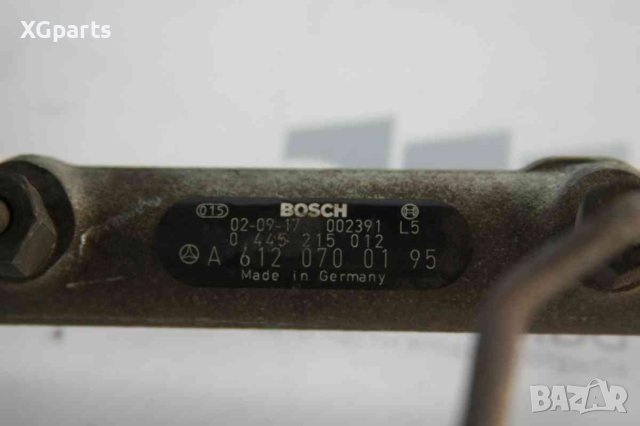 XGparts
015 BOSCH
02-09-17 002391 L5
0 445 215 012
A 612 070 01 95
Made in Germany
BAZAR